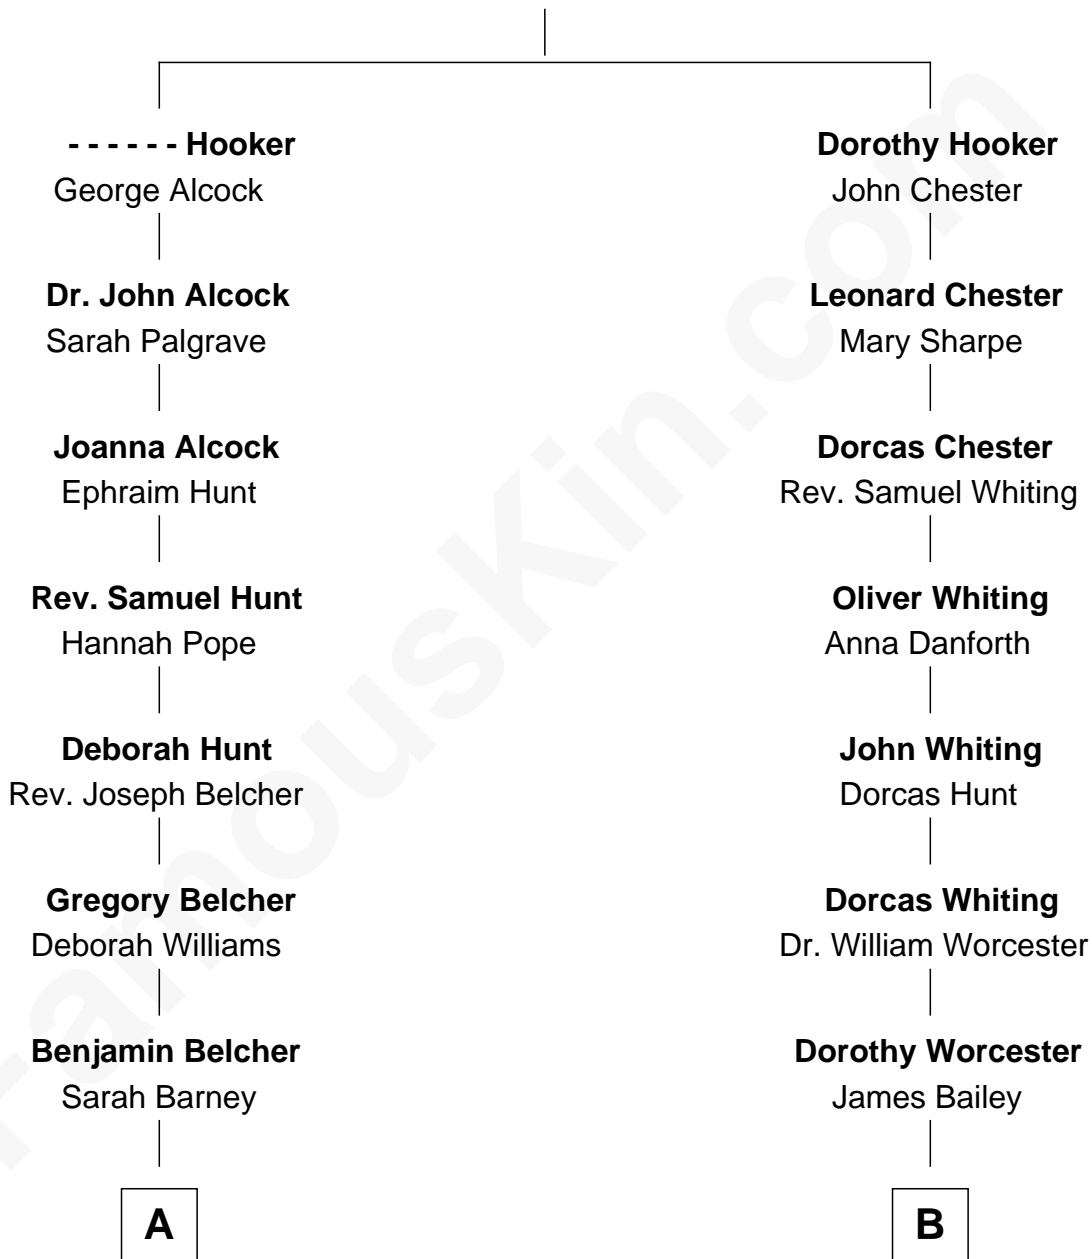 - - - - - - Hooker
George Alcock
Dr. John Alcock
Sarah Palgrave
Joanna Alcock
Ephraim Hunt
Rev. Samuel Hunt
Hannah Pope
Deborah Hunt
Rev. Joseph Belcher
Gregory Belcher
Deborah Williams
Benjamin Belcher
Sarah Barney
A
Dorothy Hooker
John Chester
Leonard Chester
Mary Sharpe
Dorcas Chester
Rev. Samuel Whiting
Oliver Whiting
Anna Danforth
John Whiting
Dorcas Hunt
Dorcas Whiting
Dr. William Worcester
Dorothy Worcester
James Bailey
B
FamousKin.com